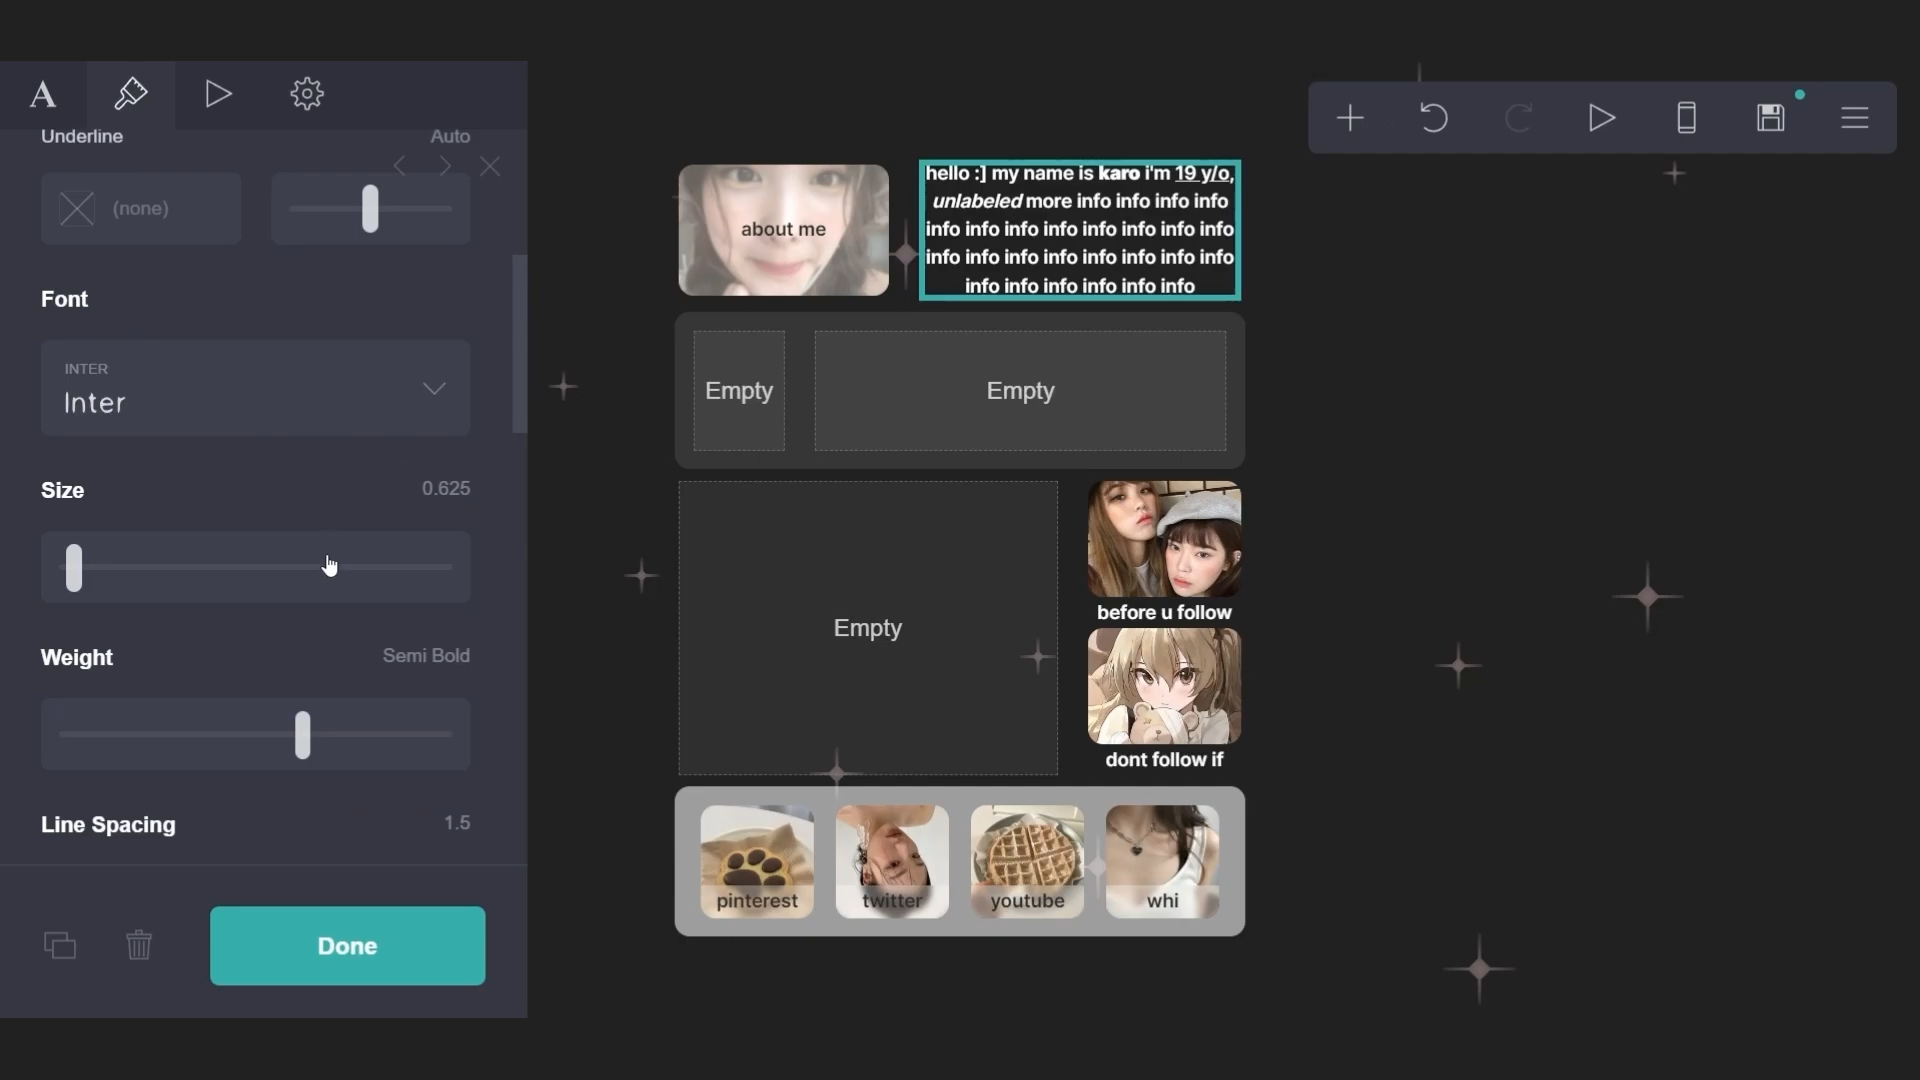 A
Underline
Auto
(none)
Font
INTER
Inter
Size
0.625
Weight
Semi Bold
Line Spacing
1.5
Done
about me
hello :] my name is karo i'm 19 y/o,
unlabeled more info info info info
info info info info info info info info
info info info info info info info info
info info info info info info
Empty
Empty
Empty
before u follow
dont follow if
pinterest
twitter
youtube
whi